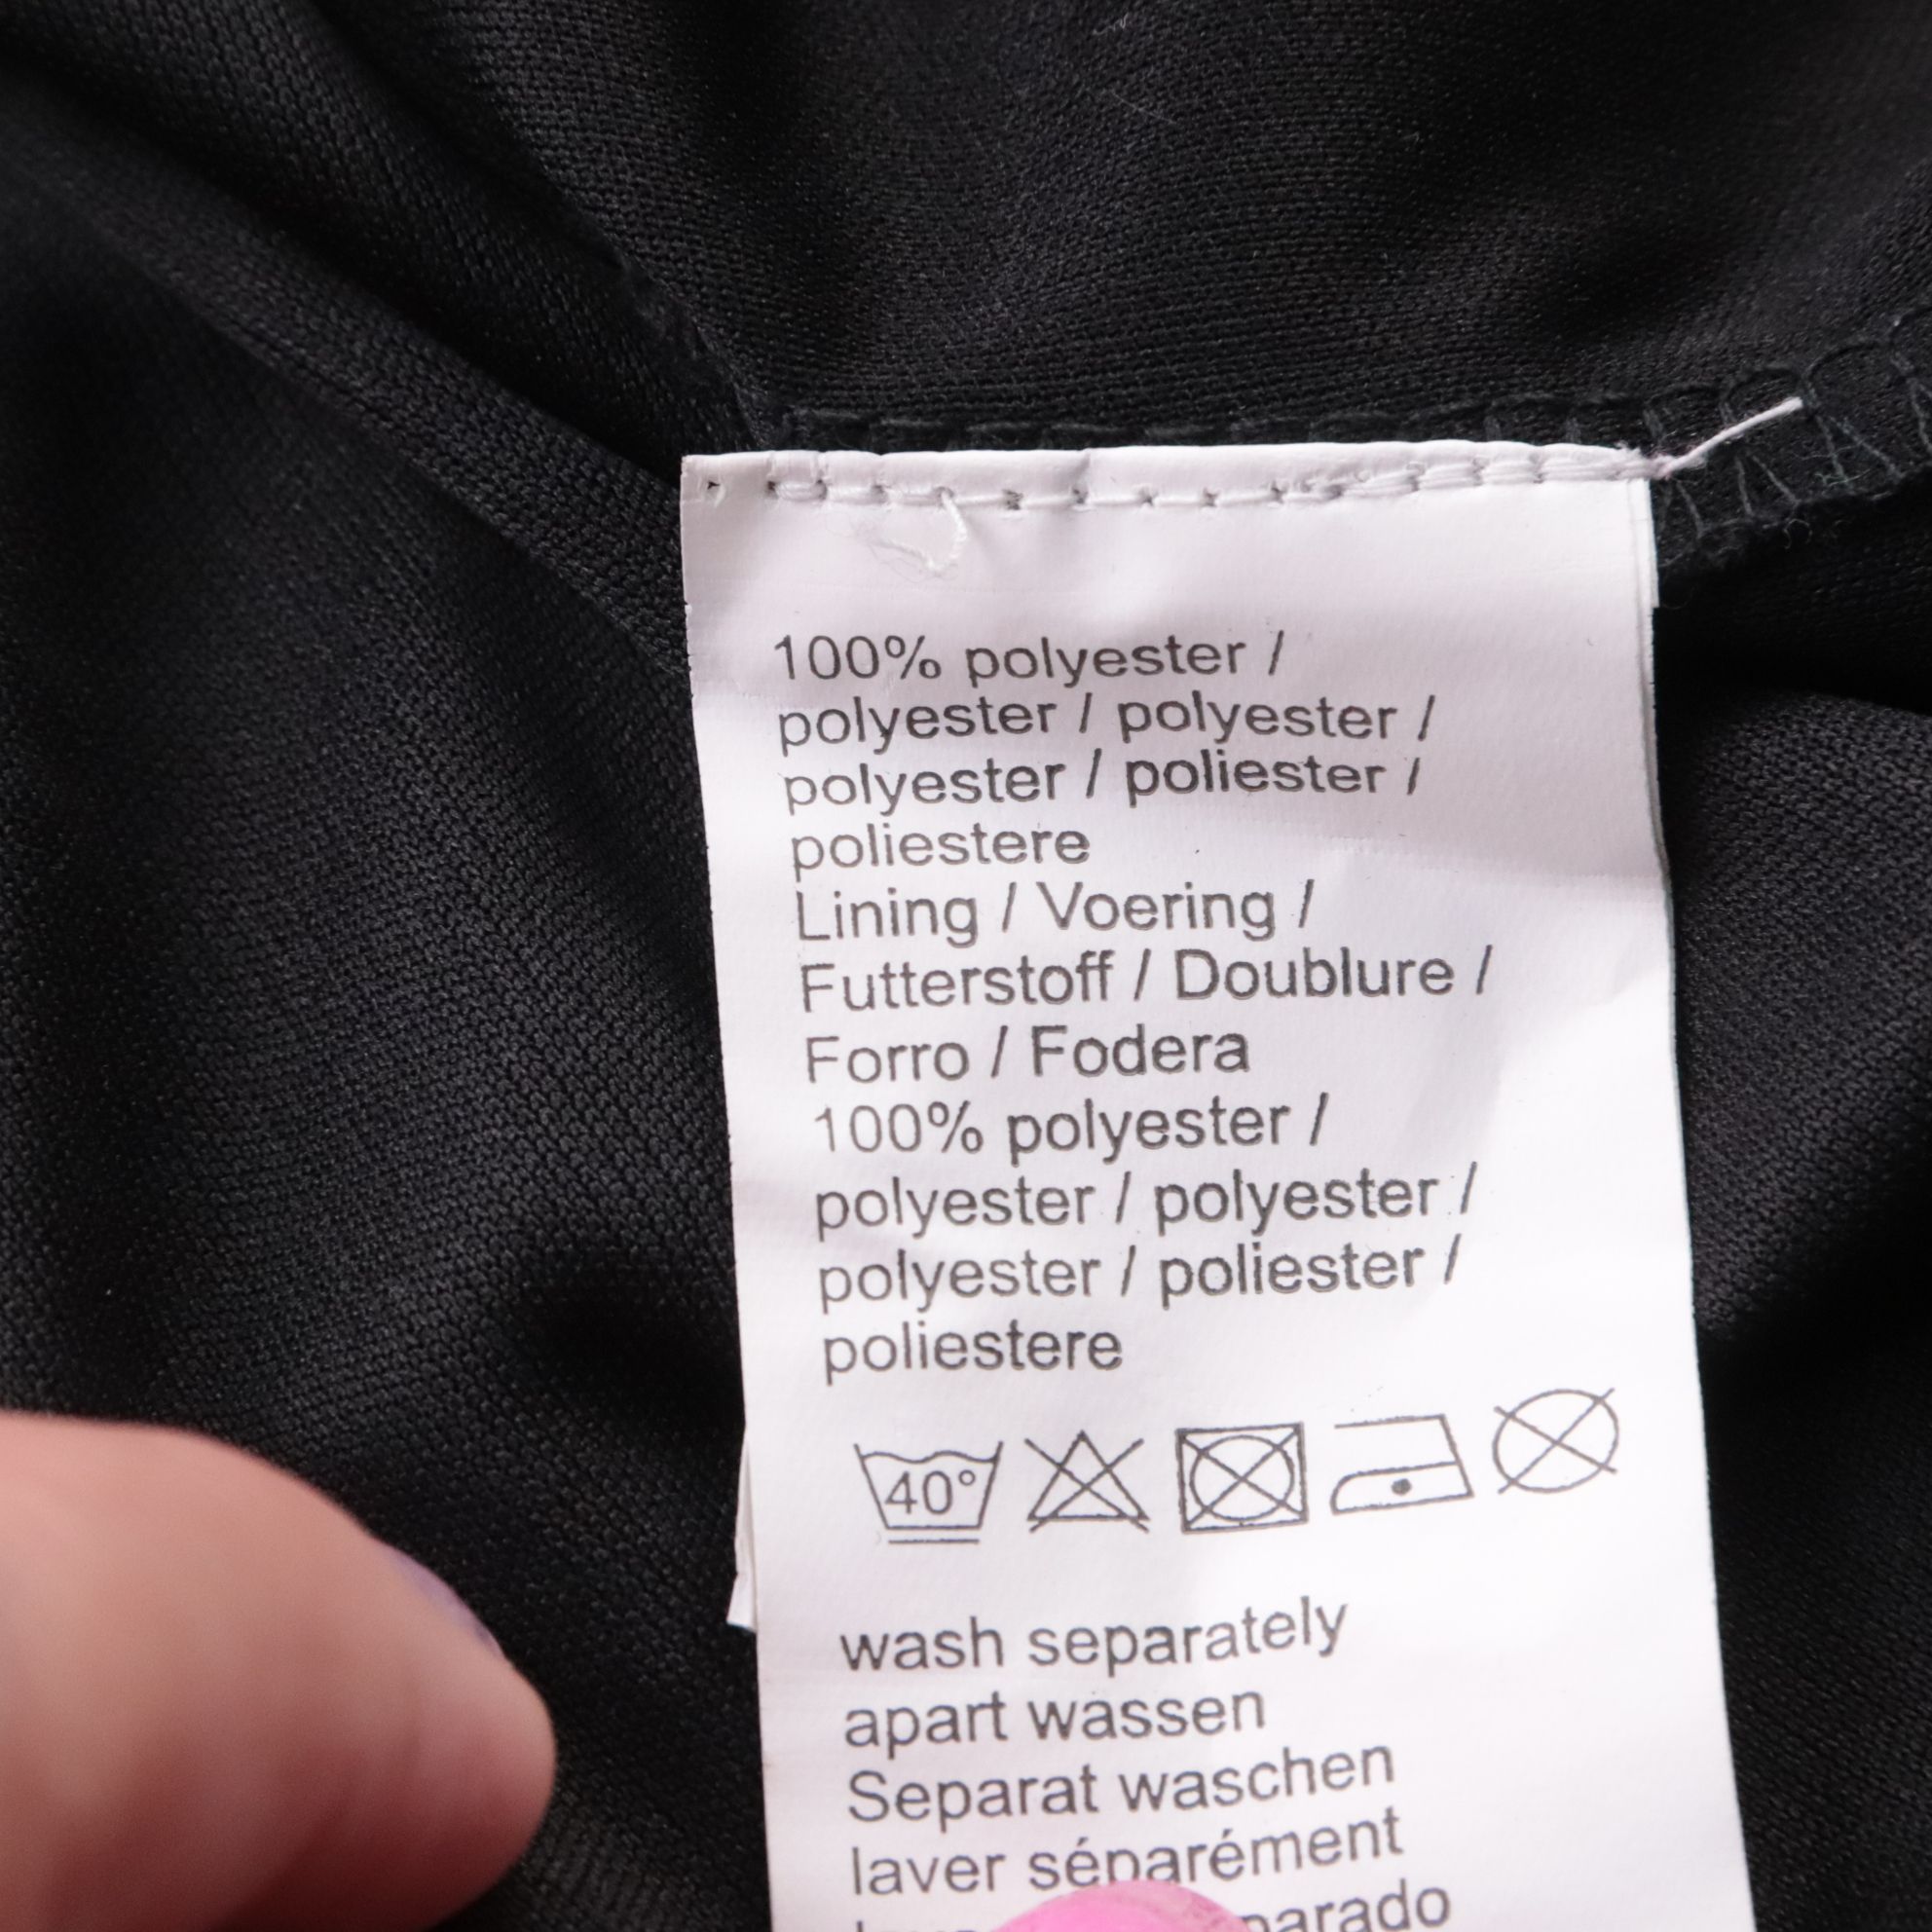 100% polyester /
polyester / polyester /
polyester / poliester /
poliestere
Lining / Voering /
Futterstoff / Doublure /
Forro / Fodera
100% polyester /
polyester / polyester /
polyester / poliester /
poliestere
40°
wash separately
apart wassen
Separat waschen
laver séparément